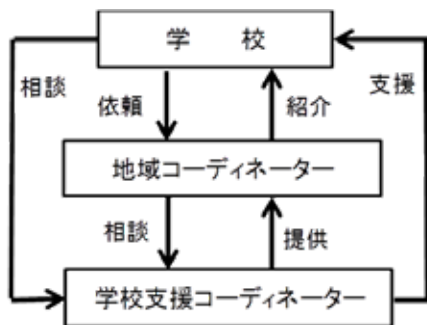 学　　校
相談
支援
依頼
紹介
地域コーディネーター
相談
提供
学校支援コーディネーター